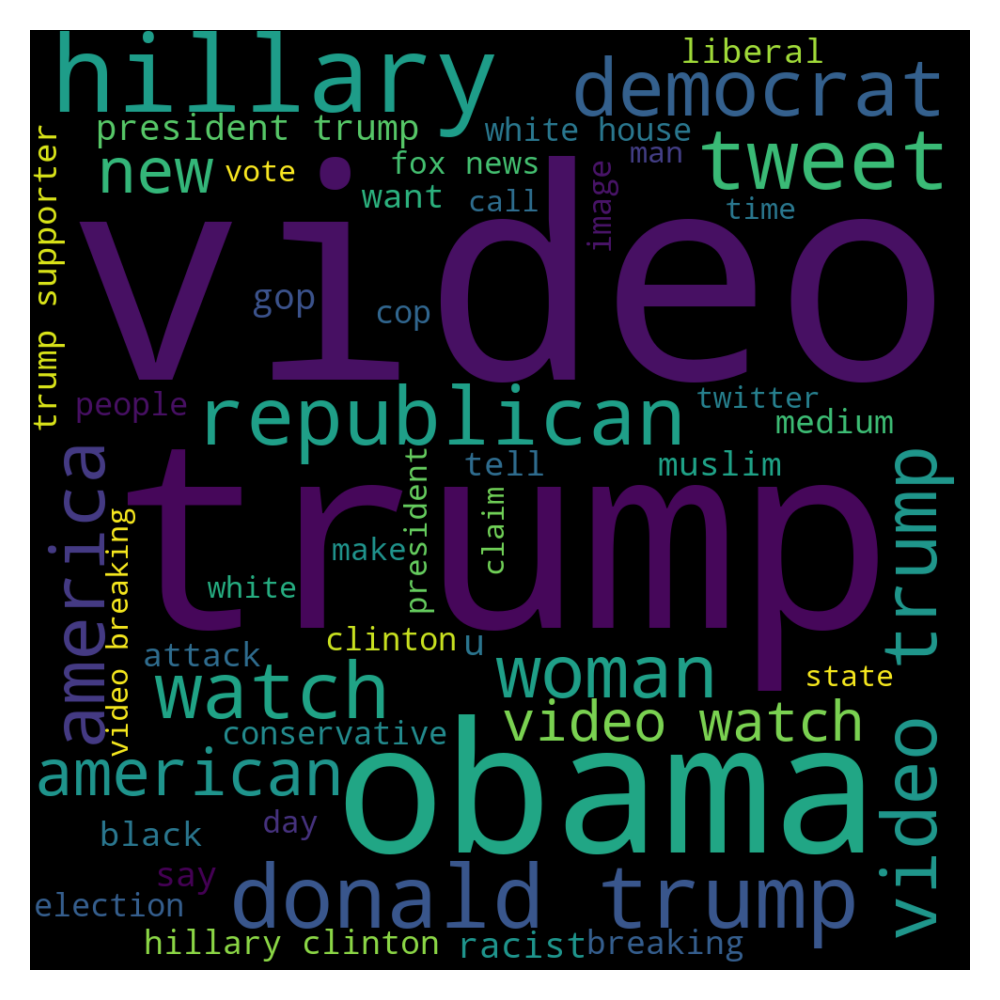 hillary
liberal
democrat
president trump
white house
tweet
new
vote
fox news
man
want
call
image
time
trump supporter
video
gop
cop
people
republican
twitter
medium
america
tell
muslim
president
claim
trump
video trump
video breaking
make
white
clinton
u
attack
watch
woman
state
conservative
video watch
american
obama
black
day
say
donald trump
election
hillary clinton
racist
breaking